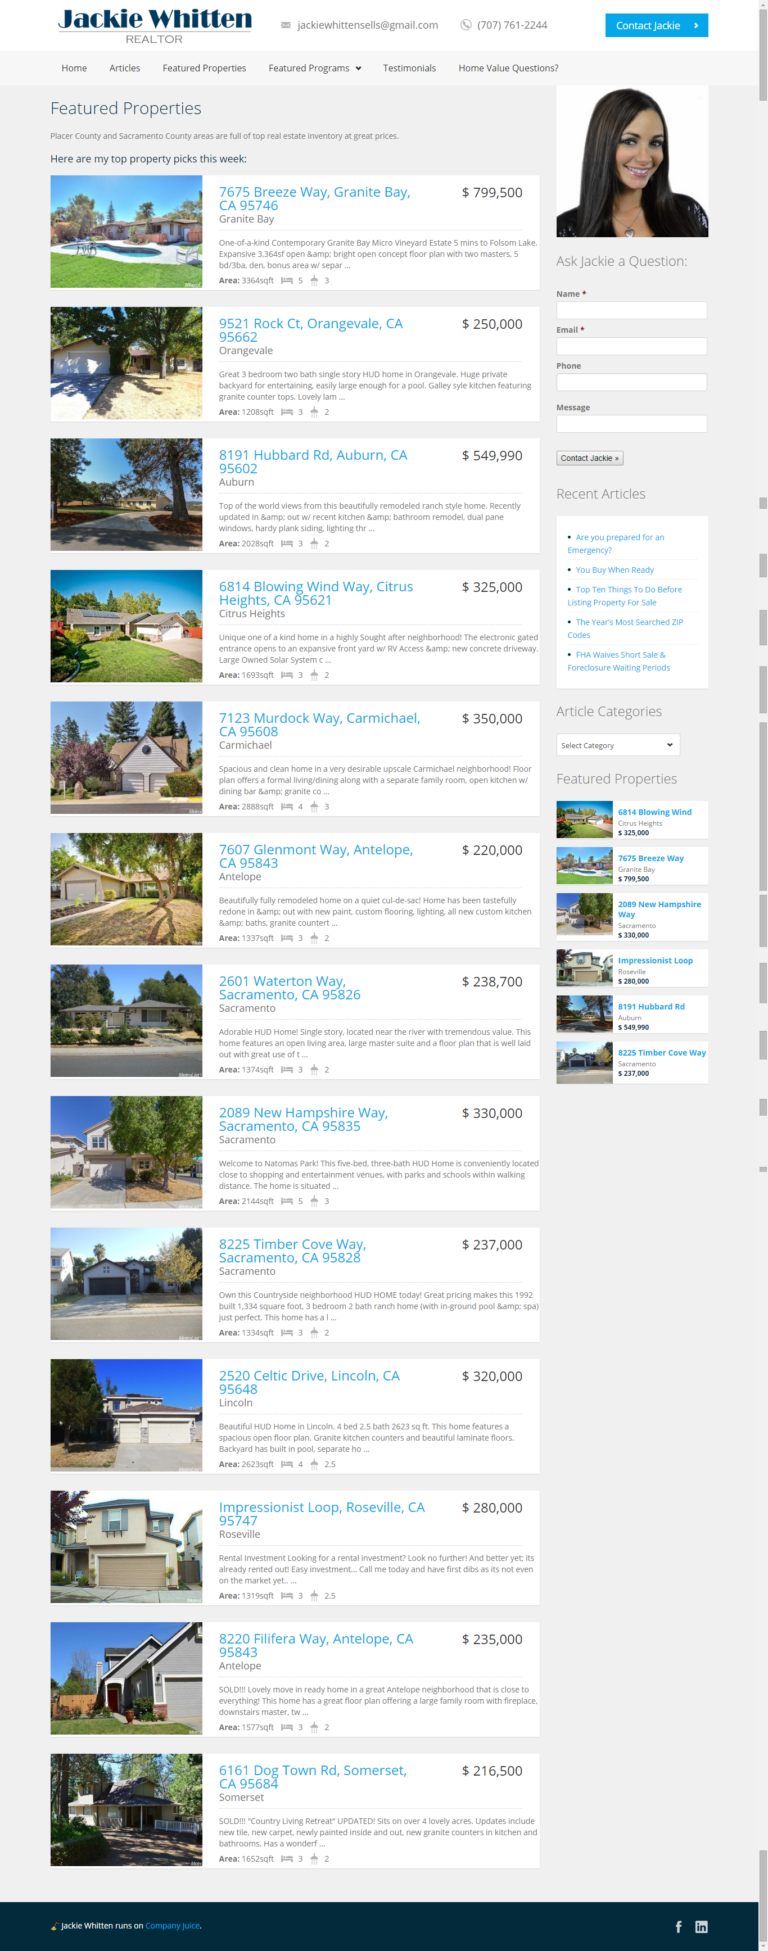 Jackie Whitten
REALTOR
jackiewhittensells@gmail.com
(707) 761-2244
Contact Jackie
Home
Articles
Featured Properties
Featured Programs
Testimonials
Home Value Questions?
Featured Properties
Placer County and Sacramento County areas are full of top real estate inventory at great prices.
Here are my top property picks this week:
7675 Breeze Way, Granite Bay,
CA 95746
$ 799,500
Granite Bay
One-of-a-kind Contemporary Granite Bay Micro Vineyard Estate 5 mins to Folsom Lake.
Expansive 3,364sf open &amp; bright open concept floor plan with two masters, 5
bd/3ba, den, bonus area w/ separ ...
Area: 3364sqft 5 3
9521 Rock Ct, Orangevale, CA
95662
$ 250,000
Orangevale
Great 3 bedroom two bath single story HUD home in Orangevale. Huge private
backyard for entertaining, easily large enough for a pool. Galley syle kitchen featuring
granite counter tops. Lovely lam ...
Area: 1208sqft 3 2
8191 Hubbard Rd, Auburn, CA
95602
$ 549,990
Auburn
Top of the world views from this beautifully remodeled ranch style home. Recently
updated in &amp; out w/ recent kitchen &amp; bathroom remodel, dual pane
windows, hardy plank siding, lighting thr ...
Area: 2028sqft 3 2
6814 Blowing Wind Way, Citrus
Heights, CA 95621
$ 325,000
Citrus Heights
Unique one of a kind home in a highly Sought after neighborhood! The electronic gated
entrance opens to an expansive front yard w/ RV Access &amp; new concrete driveway.
Large Owned Solar System c ...
Area: 1693sqft 3 2
7123 Murdock Way, Carmichael,
CA 95608
$ 350,000
Carmichael
Spacious and clean home in a very desirable upscale Carmichael neighborhood! Floor
plan offers a formal living/dining along with a separate family room, open kitchen w/
dining bar &amp; granite co ...
Area: 2888sqft 4 3
7607 Glenmont Way, Antelope,
CA 95843
$ 220,000
Antelope
Beautifully fully remodeled home on a quiet cul-de-sac! Home has been tastefully
redone in &amp; out with new paint, custom flooring, lighting, all new custom kitchen
&amp; baths, granite countert ...
Area: 1337sqft 3 2
2601 Waterton Way,
Sacramento, CA 95826
$ 238,700
Sacramento
Adorable HUD Home! Single story, located near the river with tremendous value. This
home features an open living area, large master suite and a floor plan that is well laid
out with great use of t ...
Area: 1374sqft 3 2
2089 New Hampshire Way,
Sacramento, CA 95835
$ 330,000
Sacramento
Welcome to Natomas Park! This five-bed, three-bath HUD Home is conveniently located
close to shopping and entertainment venues, with parks and schools within walking
distance. The home is situated ...
Area: 2144sqft 5 3
8225 Timber Cove Way,
Sacramento, CA 95828
$ 237,000
Sacramento
Own this Countryside neighborhood HUD HOME today! Great pricing makes this 1992
built 1,334 square foot, 3 bedroom 2 bath ranch home (with in-ground pool &amp; spa)
just perfect. This home has a l ...
Area: 1334sqft 3 2
2520 Celtic Drive, Lincoln, CA
95648
$ 320,000
Lincoln
Beautiful HUD Home in Lincoln. 4 bed 2.5 bath 2623 sq ft. This home features a
spacious open floor plan. Granite kitchen counters and beautiful laminate floors.
Backyard has built in pool, separate ho ...
Area: 2623sqft 4 2.5
Impressionist Loop, Roseville, CA
95747
$ 280,000
Roseville
Rental Investment Looking for a rental investment? Look no further! And better yet; its
already rented out! Easy investment... Call me today and have first dibs as its not even
on the market yet.. ...
Area: 1319sqft 3 2.5
8220 Filifera Way, Antelope, CA
95843
$ 235,000
Antelope
SOLD!!! Lovely move in ready home in a great Antelope neighborhood that is close to
everything! This home has a great floor plan offering a large family room with fireplace,
downstairs master, tw ...
Area: 1577sqft 3 2
6161 Dog Town Rd, Somerset,
CA 95684
$ 216,500
Somerset
SOLD!!! "Country Living Retreat" UPDATED! Sits on over 4 lovely acres. Updates include
new tile, new carpet, newly painted inside and out, new granite counters in kitchen and
bathrooms. Has a wonderf ...
Area: 1652sqft 3 2
Ask Jackie a Question:
Name *
Email *
Phone
Message
Contact Jackie »
Recent Articles
Are you prepared for an
Emergency?
You Buy When Ready
Top Ten Things To Do Before
Listing Property For Sale
The Year's Most Searched ZIP
Codes
FHA Waives Short Sale &
Foreclosure Waiting Periods
Article Categories
Select Category
Featured Properties
6814 Blowing Wind
Citrus Heights
$ 325,000
7675 Breeze Way
Granite Bay
$ 799,500
2089 New Hampshire
Way
Sacramento
$ 330,000
Impressionist Loop
Roseville
$ 280,000
8191 Hubbard Rd
Auburn
$ 549,990
8225 Timber Cove Way
Sacramento
$ 237,000
Jackie Whitten runs on Company Juice.